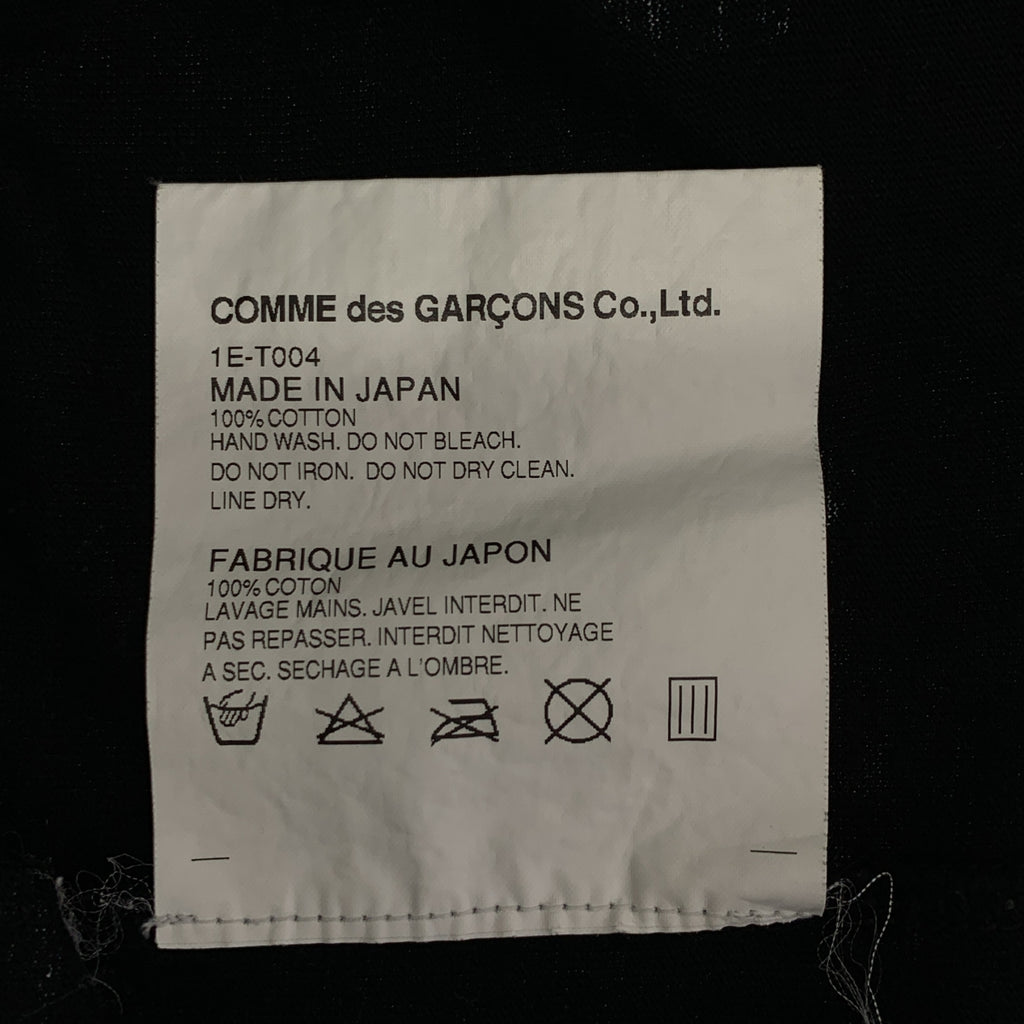 COMME des GARÇONS Co.,Ltd.
1E-T004
MADE IN JAPAN
100% COTTON
HAND WASH. DO NOT BLEACH.
DO NOT IRON. DO NOT DRY CLEAN.
LINE DRY.
FABRIQUE AU JAPON
100% COTON
LAVAGE MAINS. JAVEL INTERDIT. NE
PAS REPASSER. INTERDIT NETTOYAGE
A SEC. SECHAGE A L'OMBRE.